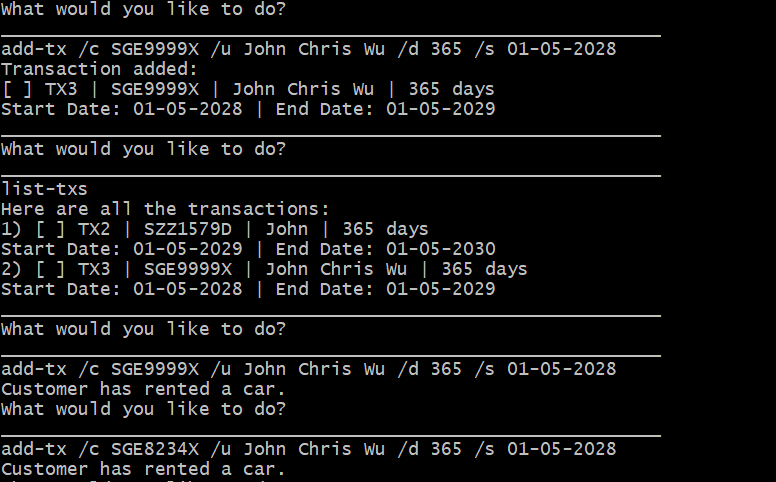 What would you like to do?
add-tx /c SGE9999X /u John Chris Wu /d 365 /s 01-05-2028
Transaction added:
[ ] TX3 | SGE9999X | John Chris Wu | 365 days
Start Date: 01-05-2028 | End Date: 01-05-2029
What would you like to do?
list-txs
Here are all the transactions:
1) [ ] TX2 | SZZ1579D | John | 365 days
Start Date: 01-05-2029 | End Date: 01-05-2030
2) [ ] TX3 | SGE9999X | John Chris Wu | 365 days
Start Date: 01-05-2028 | End Date: 01-05-2029
What would you like to do?
add-tx /c SGE9999X /u John Chris Wu /d 365 /s 01-05-2028
Customer has rented a car.
What would you like to do?
add-tx /c SGE8234X /u John Chris Wu /d 365 /s 01-05-2028
Customer has rented a car.